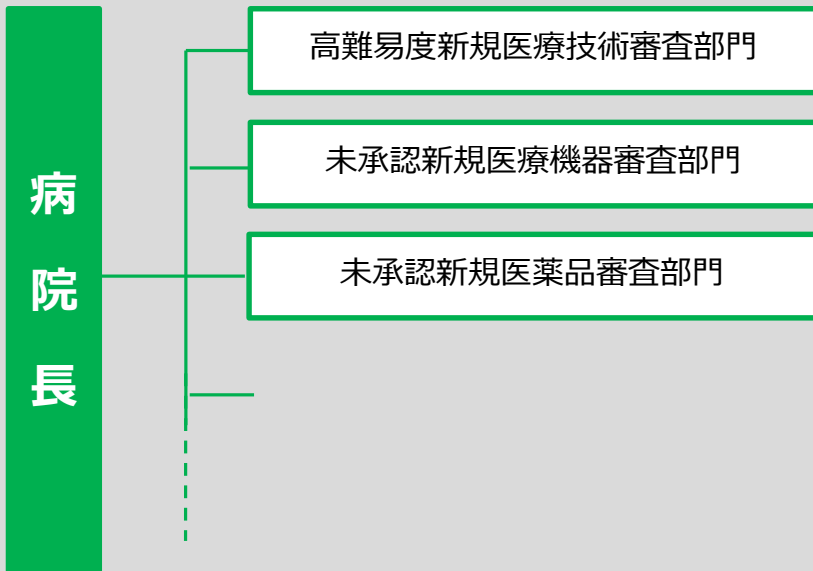 病院長
高難易度新規医療技術審査部門
未承認新規医療機器審査部門
未承認新規医薬品審査部門